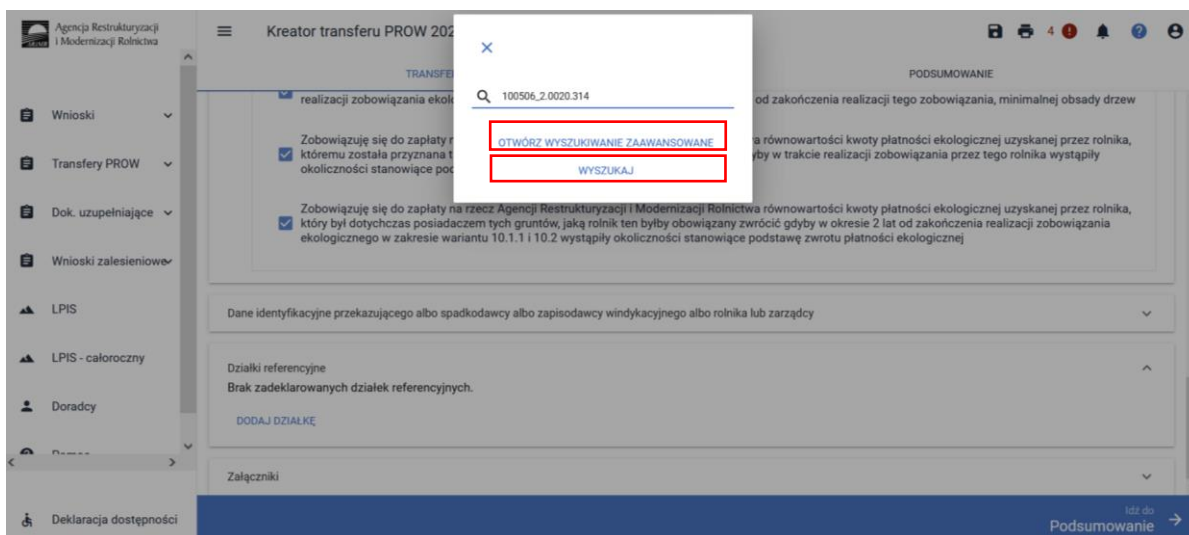 Agencja Restrukturyzacji
i Modernizacji Rolnictwa
Kreator transferu PROW 202
4
TRANSFE
PODSUMOWANIE
100506_2.0020.314
OTWÓRZ WYSZUKIWANIE ZAAWANSOWANE
WYSZUKAJ
Wnioski
Transfery PROW
Dok. uzupełniające
Wnioski zalesieniowe
LPIS
LPIS - całoroczny
Doradcy
Deklaracja dostępności
realizacji zobowiązania ekolo od zakończenia realizacji tego zobowiązania, minimalnej obsady drzew
Zobowiązuję się do zapłaty r a równowartości kwoty płatności ekologicznej uzyskanej przez rolnika,
któremu została przyznana t yby w trakcie realizacji zobowiązania przez tego rolnika wystąpiły
okoliczności stanowiące pod
Zobowiązuję się do zapłaty na rzecz Agencji Restrukturyzacji i Modernizacji Rolnictwa równowartości kwoty płatności ekologicznej uzyskanej przez rolnika,
który był dotychczas posiadaczem tych gruntów, jaką rolnik ten byłby obowiązany zwrócić gdyby w okresie 2 lat od zakończenia realizacji zobowiązania
ekologicznego w zakresie wariantu 10.1.1 i 10.2 wystąpiły okoliczności stanowiące podstawę zwrotu płatności ekologicznej
Dane identyfikacyjne przekazującego albo spadkodawcy albo zapisodawcy windykacyjnego albo rolnika lub zarządcy
Działki referencyjne
Brak zadeklarowanych działek referencyjnych.
DODAJ DZIAŁKĘ
Załączniki
Idź do
Podsumowanie